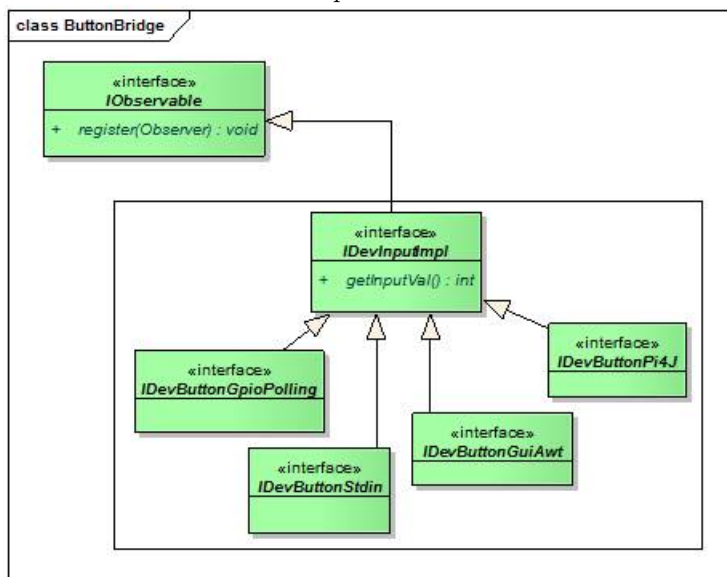 class ButtonBridge
«interface»
IObservable
+ register(Observer) : void
«interface»
IDevInputImpl
+ getInputVal() : int
«interface»
IDevButtonPi4J
«interface»
IDevButtonGpioPolling
«interface»
IDevButtonGuiAwt
«interface»
IDevButtonStdin